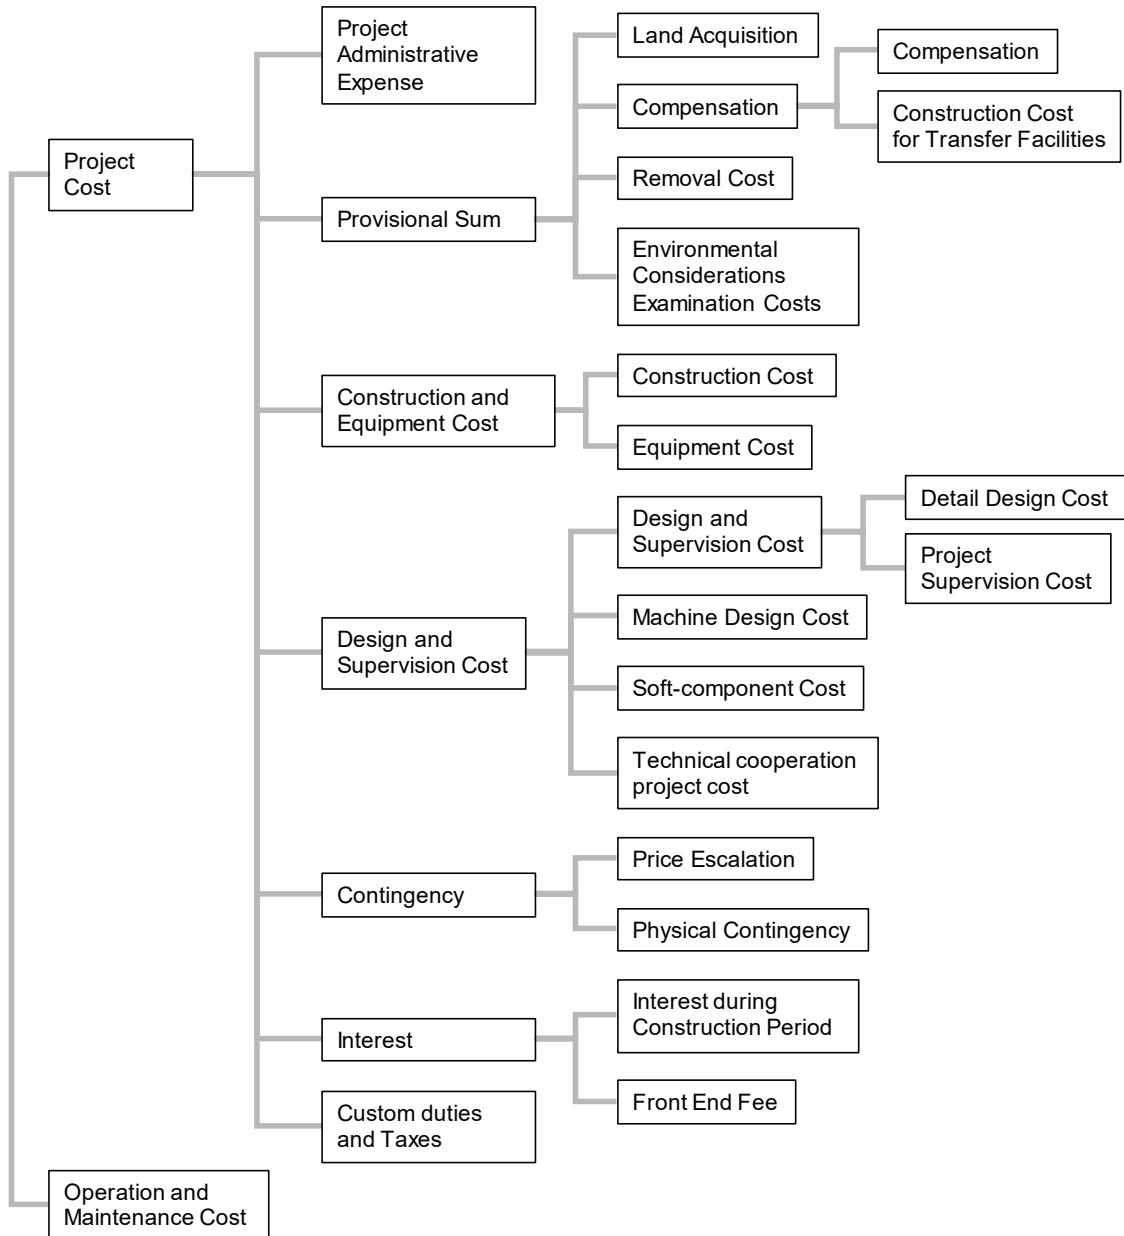 Project
Administrative
Expense
Land Acquisition
Compensation
Compensation
Construction Cost
for Transfer Facilities
Project
Cost
Removal Cost
Provisional Sum
Environmental
Considerations
Examination Costs
Construction and
Equipment Cost
Construction Cost
Equipment Cost
Design and
Supervision Cost
Detail Design Cost
Project
Supervision Cost
Machine Design Cost
Design and
Supervision Cost
Soft-component Cost
Technical cooperation
project cost
Price Escalation
Contingency
Physical Contingency
Interest during
Construction Period
Interest
Front End Fee
Custom duties
and Taxes
Operation and
Maintenance Cost